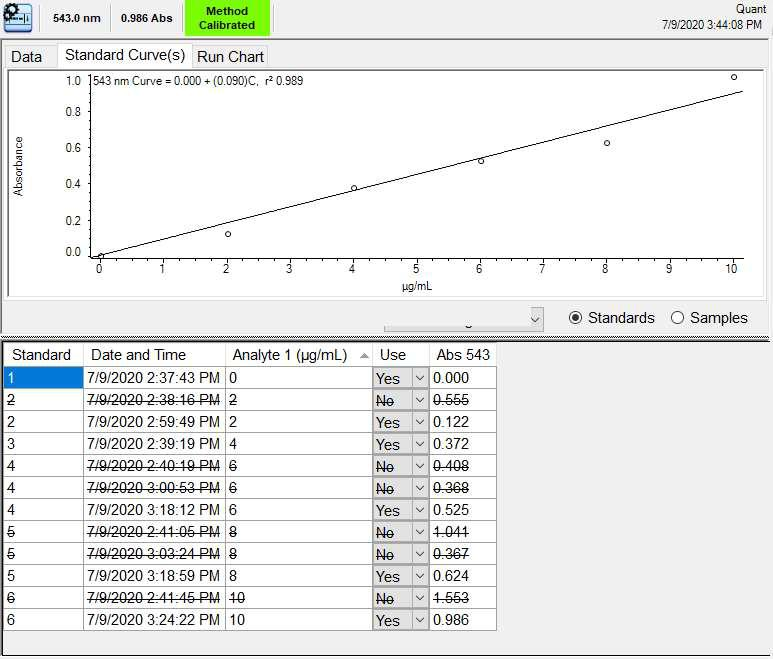 543.0 nm 0.986 Abs Method Calibrated Quant
7/9/2020 3:44:08 PM
Data Standard Curve(s) Run Chart
543 nm Curve = 0.000 + (0.090)C, r² 0.989
1.0
0.8
0.6
0.4
0.2
0.0
Absorbance
0 1 2 3 4 5 6 7 8 9 10
µg/mL
Standards Samples
Standard Date and Time Analyte 1 (µg/mL) Use Abs 543
1 7/9/2020 2:37:43 PM 0 Yes 0.000
2 7/9/2020 2:38:16 PM 2 No 0.555
2 7/9/2020 2:59:49 PM 2 Yes 0.122
3 7/9/2020 2:39:19 PM 4 Yes 0.372
4 7/9/2020 2:40:19 PM 6 No 0.408
4 7/9/2020 3:00:53 PM 6 No 0.368
4 7/9/2020 3:18:12 PM 6 Yes 0.525
5 7/9/2020 2:41:05 PM 8 No 1.041
5 7/9/2020 3:03:24 PM 8 No 0.367
5 7/9/2020 3:18:59 PM 8 Yes 0.624
6 7/9/2020 2:41:45 PM 10 No 1.553
6 7/9/2020 3:24:22 PM 10 Yes 0.986